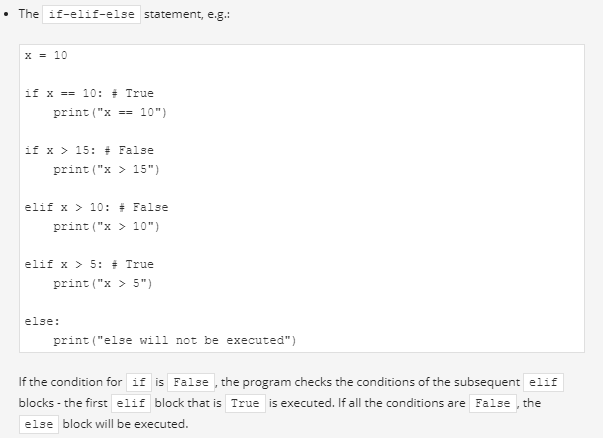 • The if-elif-else statement, e.g.:
x = 10
if x == 10: # True
    print("x == 10")
if x > 15: # False
    print("x > 15")
elif x > 10: # False
    print("x > 10")
elif x > 5: # True
    print("x > 5")
else:
    print("else will not be executed")
If the condition for if is False , the program checks the conditions of the subsequent elif
blocks - the first elif block that is True is executed. If all the conditions are False , the
else block will be executed.